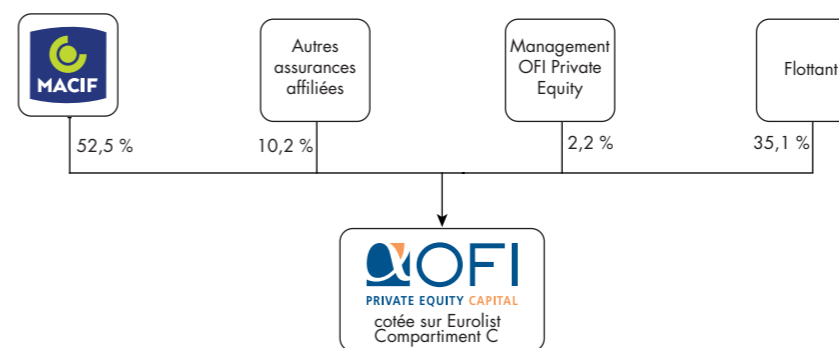 MACIF
Autres
assurances
affiliées
Management
OFI Private
Equity
Flottant
52,5 %
10,2 %
2,2 %
35,1 %
αOFI
PRIVATE EQUITY CAPITAL
cotée sur Eurolist
Compartiment C